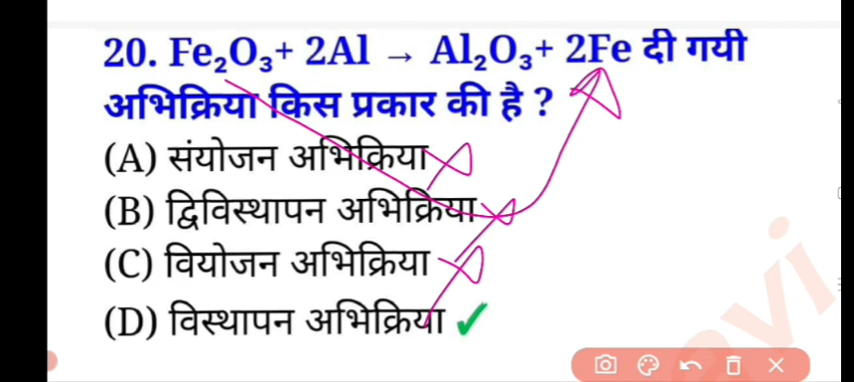 20. Fe₂O₃+ 2Al → Al₂O₃+ 2Fe दी गयी
अभिक्रिया किस प्रकार की है ?
(A) संयोजन अभिक्रिया
(B) द्विविस्थापन अभिक्रिया
(C) वियोजन अभिक्रिया
(D) विस्थापन अभिक्रिया ✓